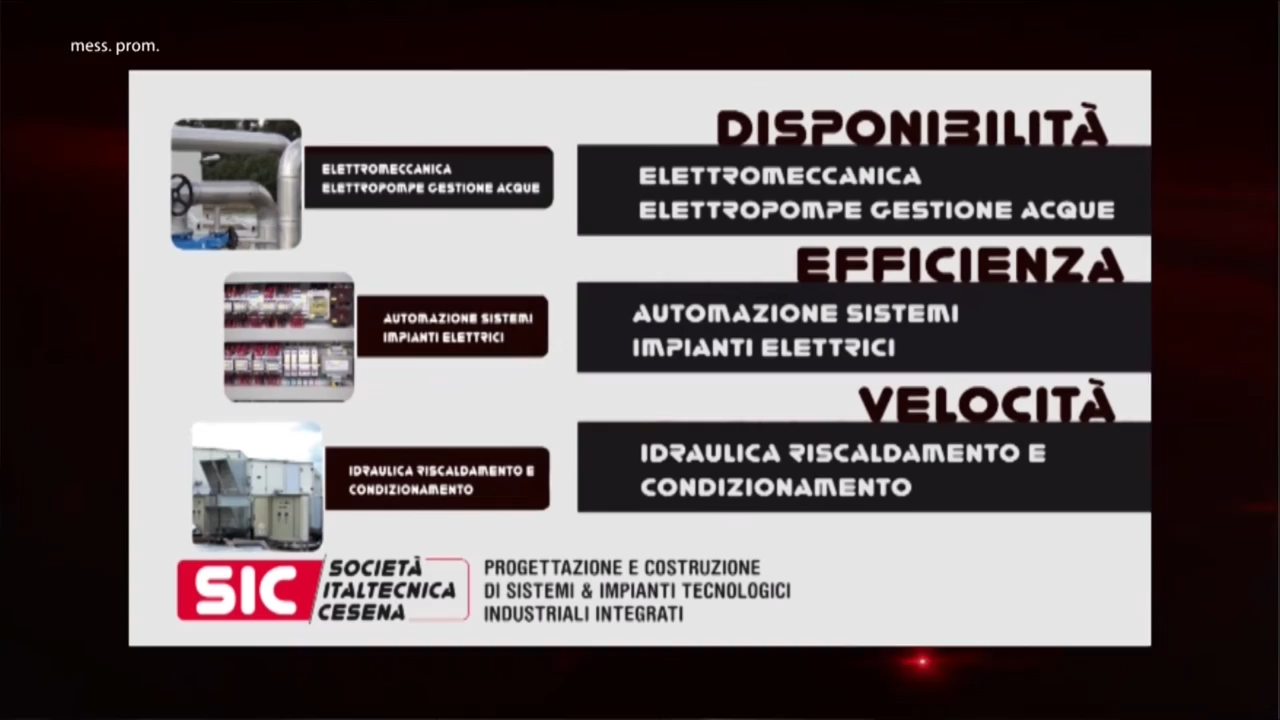 mess. prom.
DISPONIBILITÀ
ELETTROMECCANICA
ELETTROPOMPE GESTIONE ACQUE
ELETTROMECCANICA
ELETTROPOMPE GESTIONE ACQUE
EFFICIENZA
AUTOMAZIONE SISTEMI
IMPIANTI ELETTRICI
AUTOMAZIONE SISTEMI
IMPIANTI ELETTRICI
VELOCITÀ
IDRAULICA RISCALDAMENTO E
CONDIZIONAMENTO
IDRAULICA RISCALDAMENTO E
CONDIZIONAMENTO
SIC
SOCIETÀ
ITALTECNICA
CESENA
PROGETTAZIONE E COSTRUZIONE
DI SISTEMI & IMPIANTI TECNOLOGICI
INDUSTRIALI INTEGRATI